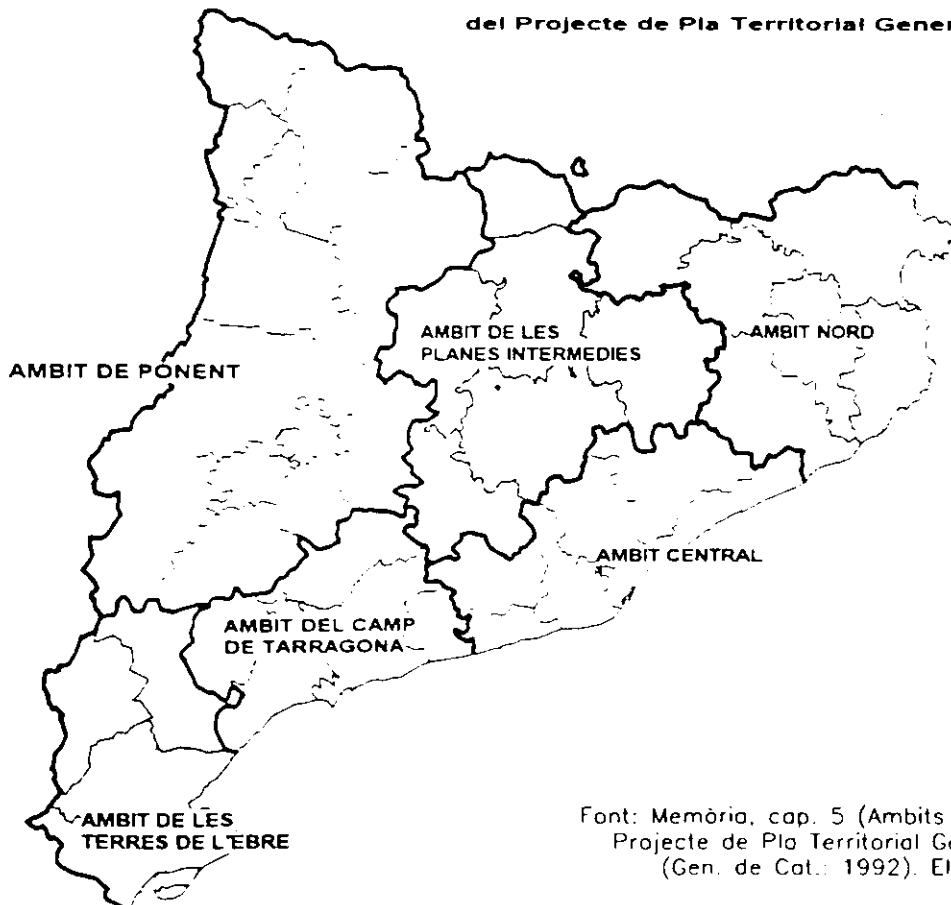 del Projecte de Pla Territorial Gener
AMBIT DE LES
PLANES INTERMEDIES
AMBIT NORD
AMBIT DE PONENT
AMBIT CENTRAL
AMBIT DEL CAMP
DE TARRAGONA
AMBIT DE LES
TERRES DE L'EBRE
Font: Memòria, cap. 5 (Ambits
Projecte de Pla Territorial Ge
(Gen. de Cat.: 1992). El